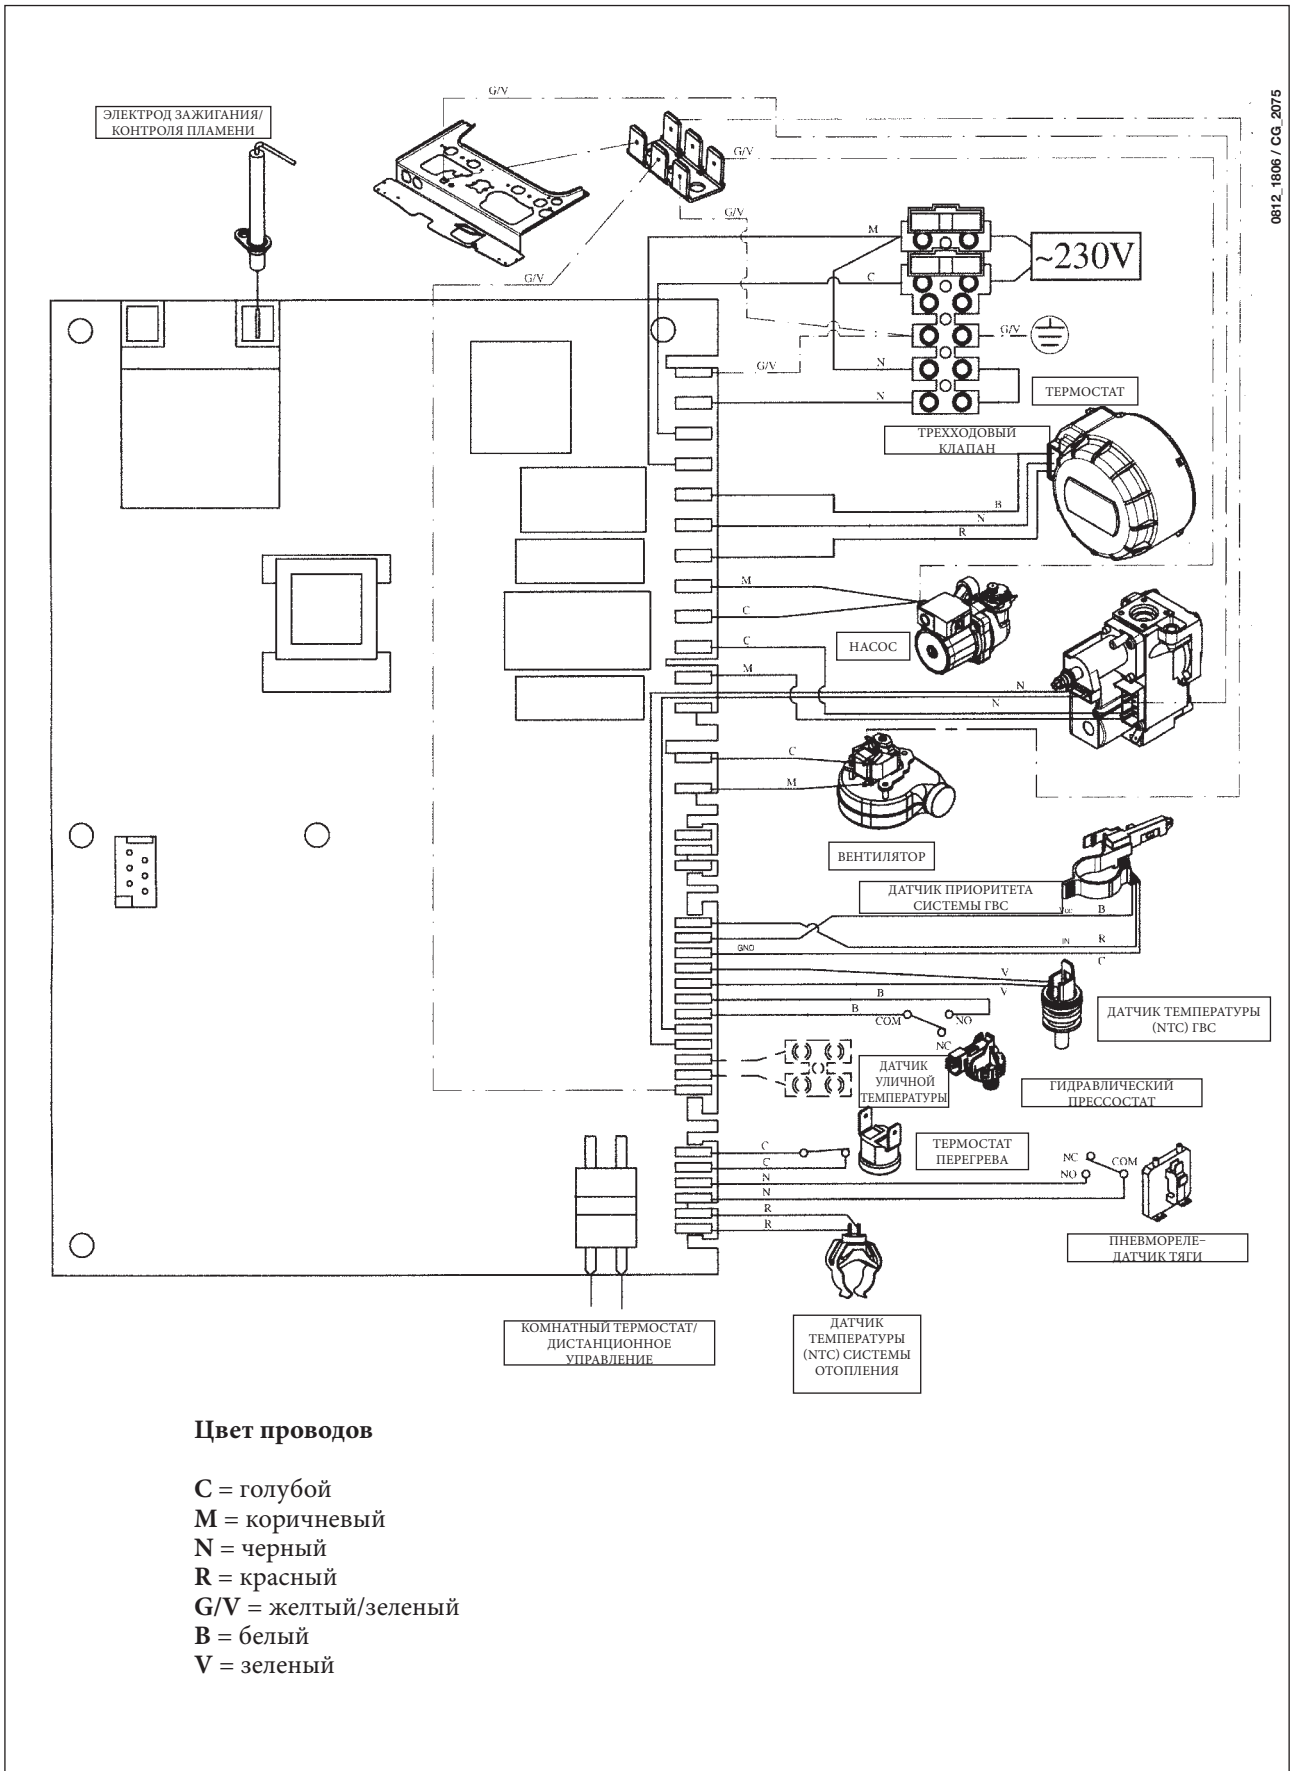 G/V
0812_1806 / CG_2075
ЭЛЕКТРОД ЗАЖИГАНИЯ/
КОНТРОЛЯ ПЛАМЕНИ
G/V
G/V
M
~230V
G/V
C
G/V
G/V
N
ТЕРМОСТАТ
N
ТРЕХХОДОВЫЙ
КЛАПАН
B
N
R
M
C
НАСОС
C
M
N
N
C
M
ВЕНТИЛЯТОР
ДАТЧИК ПРИОРИТЕТА
СИСТЕМЫ ГВС
Vcc
B
GND
IN
R
C
V
V
B
B
COM
NO
NC
ДАТЧИК ТЕМПЕРАТУРЫ
(NTC) ГВС
ДАТЧИК
УЛИЧНОЙ
ТЕМПЕРАТУРЫ
ГИДРАВЛИЧЕСКИЙ
ПРЕССОСТАТ
C
C
N
N
R
R
ТЕРМОСТАТ
ПЕРЕГРЕВА
NC
NO
COM
ПНЕВМОРЕЛЕ-
ДАТЧИК ТЯГИ
КОМНАТНЫЙ ТЕРМОСТАТ/
ДИСТАНЦИОННОЕ
УПРАВЛЕНИЕ
ДАТЧИК
ТЕМПЕРАТУРЫ
(NTC) СИСТЕМЫ
ОТОПЛЕНИЯ
Цвет проводов
C = голубой
M = коричневый
N = черный
R = красный
G/V = желтый/зеленый
B = белый
V = зеленый